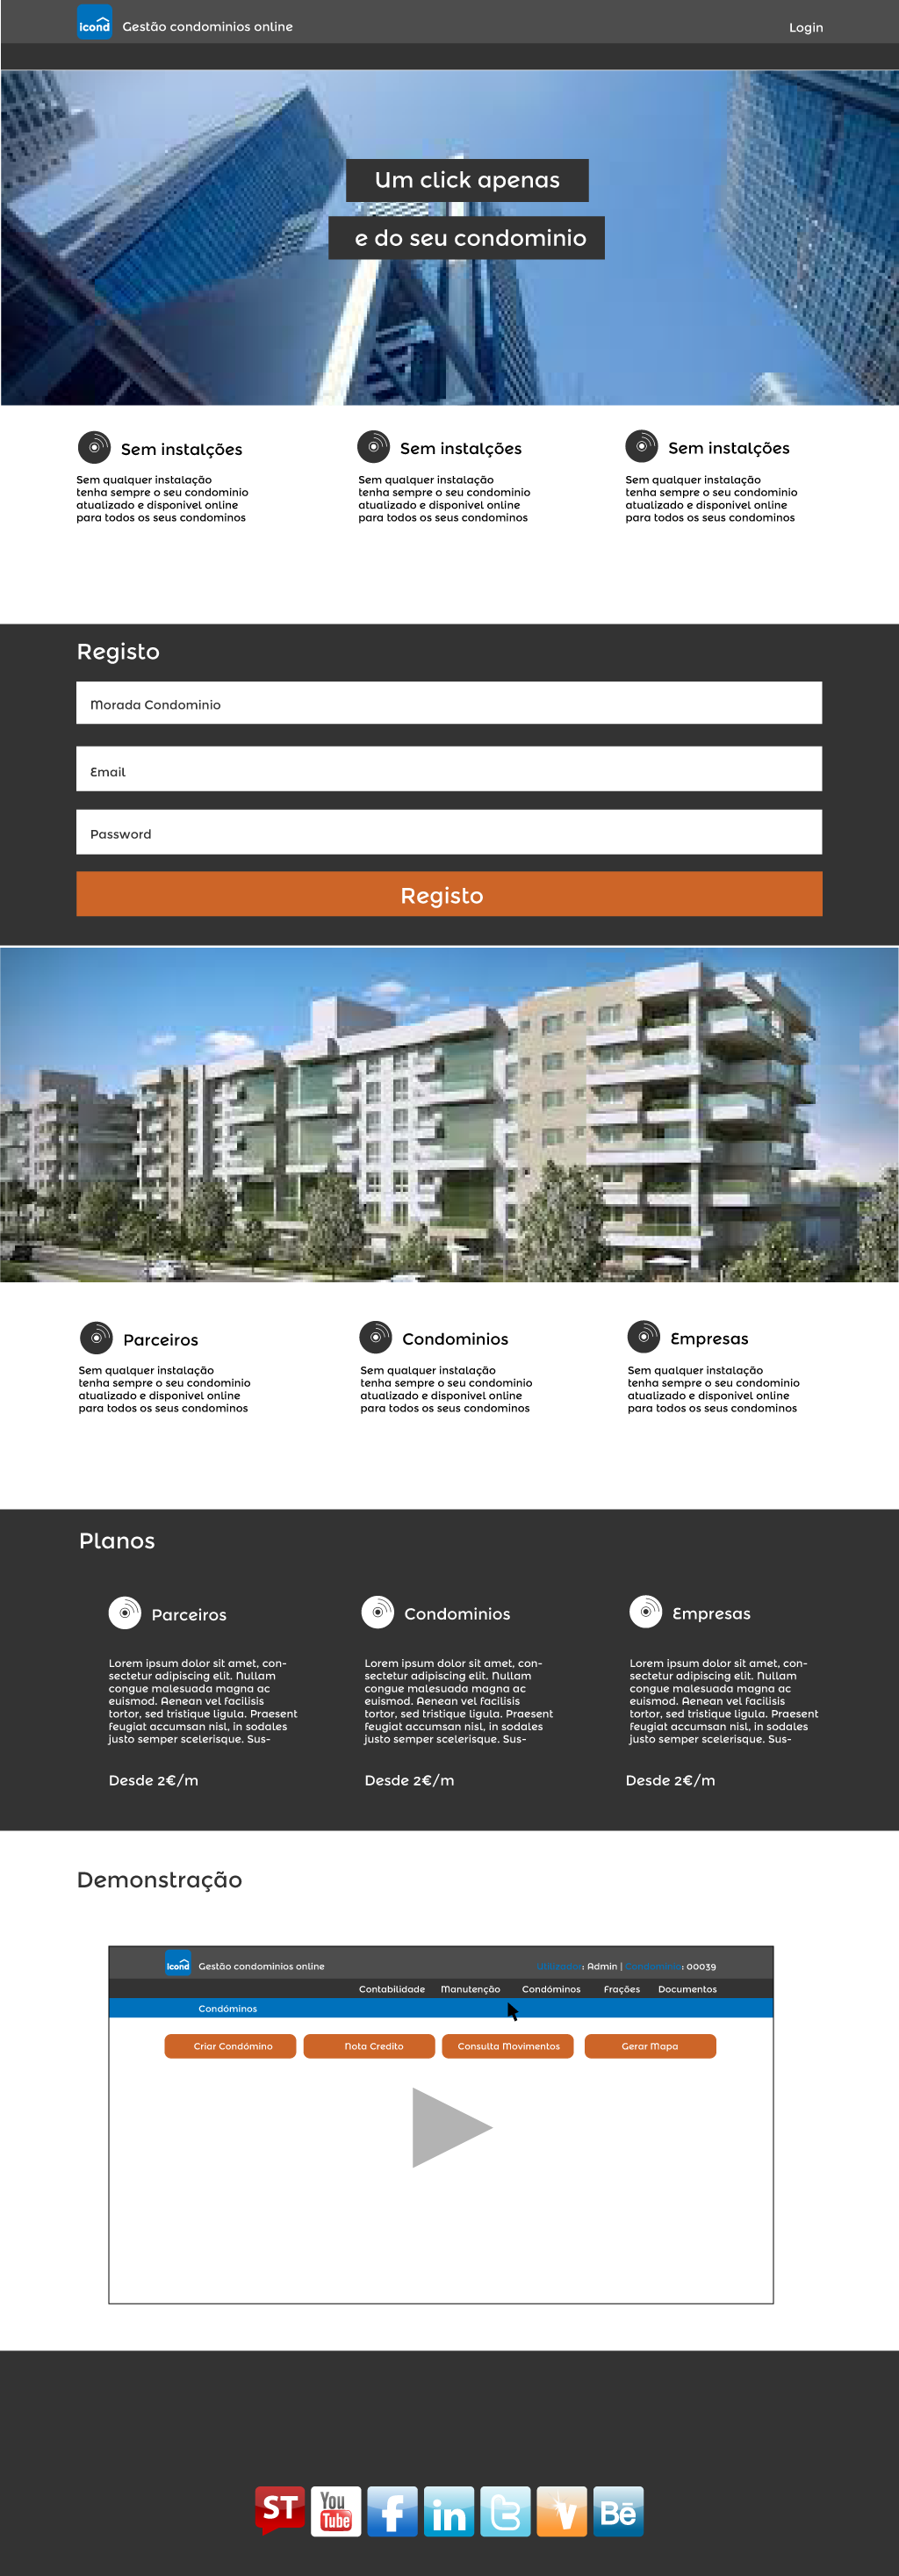 icond
Gestão condominios online
Login
Um click apenas
e do seu condominio
Sem instalções
Sem qualquer instalação
tenha sempre o seu condominio
atualizado e disponivel online
para todos os seus condominos
Sem instalções
Sem qualquer instalação
tenha sempre o seu condominio
atualizado e disponivel online
para todos os seus condominos
Sem instalções
Sem qualquer instalação
tenha sempre o seu condominio
atualizado e disponivel online
para todos os seus condominos
Registo
Morada Condominio
Email
Password
Registo
Parceiros
Sem qualquer instalação
tenha sempre o seu condominio
atualizado e disponivel online
para todos os seus condominos
Condominios
Sem qualquer instalação
tenha sempre o seu condominio
atualizado e disponivel online
para todos os seus condominos
Empresas
Sem qualquer instalação
tenha sempre o seu condominio
atualizado e disponivel online
para todos os seus condominos
Planos
Parceiros
Lorem ipsum dolor sit amet, con-
sectetur adipiscing elit. Nullam
congue malesuada magna ac
euismod. Aenean vel facilisis
tortor, sed tristique ligula. Praesent
feugiat accumsan nisl, in sodales
justo semper scelerisque. Sus-
Desde 2€/m
Condominios
Lorem ipsum dolor sit amet, con-
sectetur adipiscing elit. Nullam
congue malesuada magna ac
euismod. Aenean vel facilisis
tortor, sed tristique ligula. Praesent
feugiat accumsan nisl, in sodales
justo semper scelerisque. Sus-
Desde 2€/m
Empresas
Lorem ipsum dolor sit amet, con-
sectetur adipiscing elit. Nullam
congue malesuada magna ac
euismod. Aenean vel facilisis
tortor, sed tristique ligula. Praesent
feugiat accumsan nisl, in sodales
justo semper scelerisque. Sus-
Desde 2€/m
Demonstração
Icond
Gestão condominios online
: Admin | : 00039
Contabilidade Manutenção Condóminos Frações Documentos
Condóminos
Criar Condómino
Nota Credito
Consulta Movimentos
Gerar Mapa
ST
You
Tube
f
in
t
v
Bē